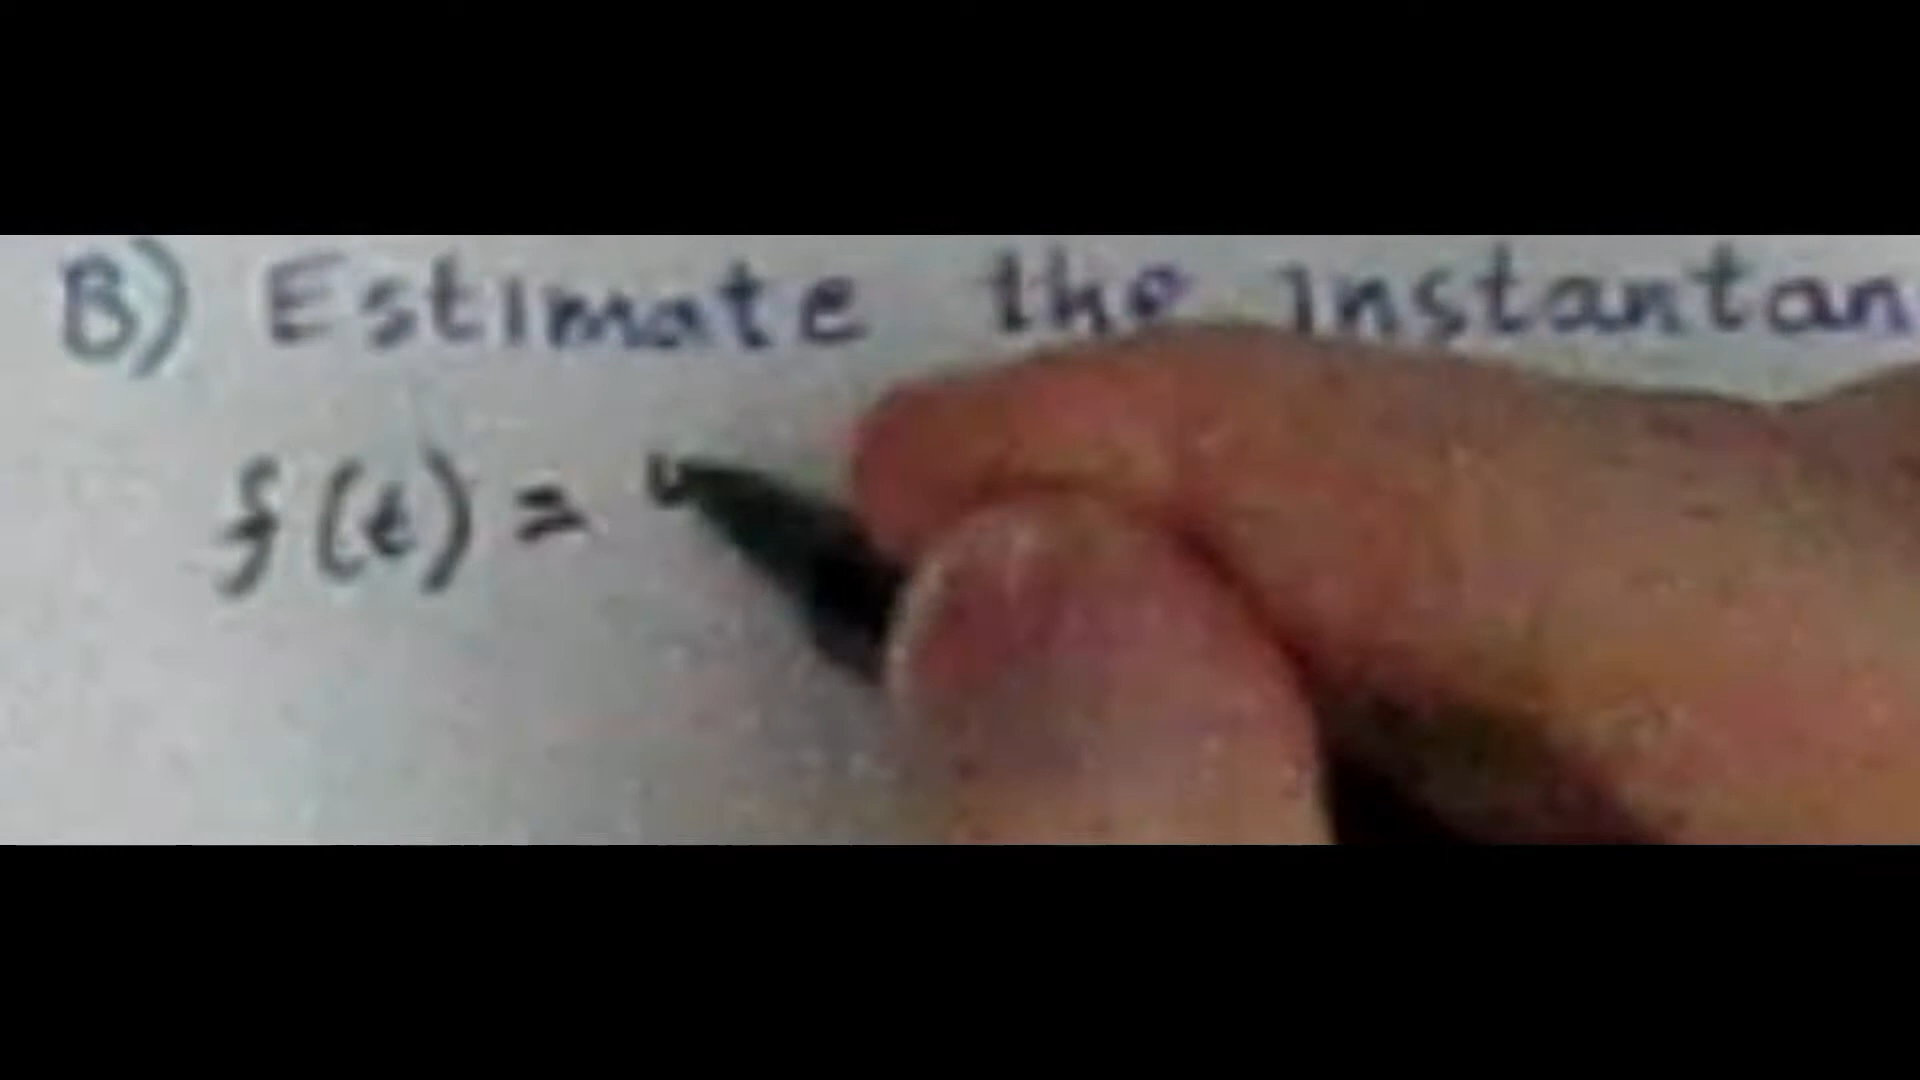 B) Estimate the instantan
f(t) =